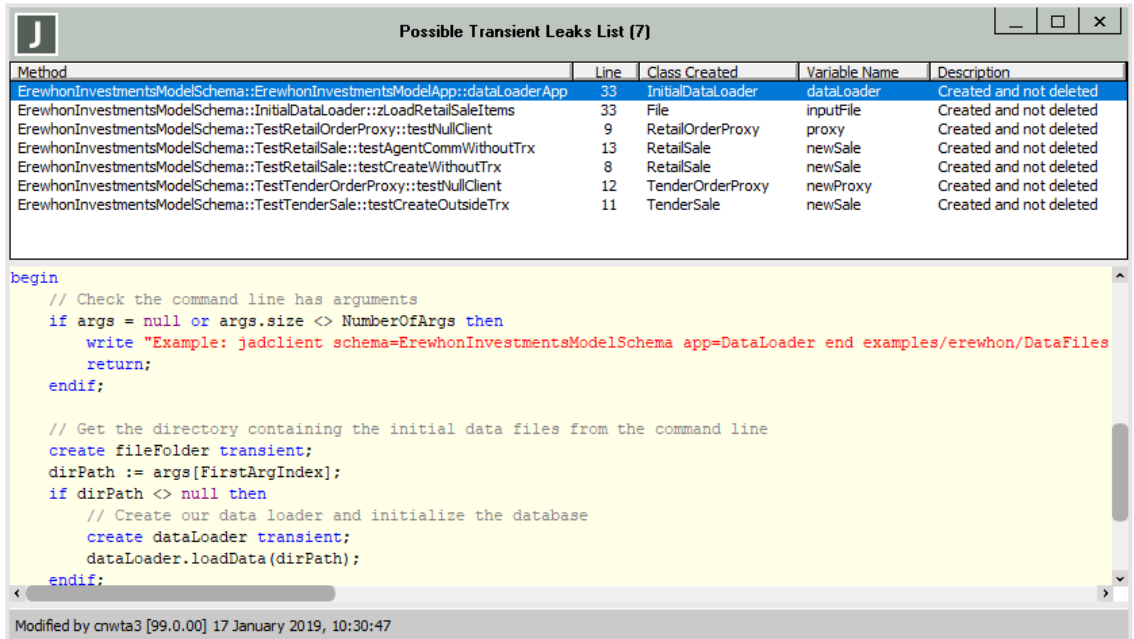 J
Possible Transient Leaks List (7)
Method Line Class Created Variable Name Description
ErewhonInvestmentsModelSchema::ErewhonInvestmentsModelApp::dataLoaderApp 33 InitialDataLoader dataLoader Created and not deleted
ErewhonInvestmentsModelSchema::InitialDataLoader::zLoadRetailSaleItems 33 File inputFile Created and not deleted
ErewhonInvestmentsModelSchema::TestRetailOrderProxy::testNullClient 9 RetailOrderProxy proxy Created and not deleted
ErewhonInvestmentsModelSchema::TestRetailSale::testAgentCommWithoutTrx 13 RetailSale newSale Created and not deleted
ErewhonInvestmentsModelSchema::TestRetailSale::testCreateWithoutTrx 8 RetailSale newSale Created and not deleted
ErewhonInvestmentsModelSchema::TestTenderOrderProxy::testNullClient 12 TenderOrderProxy newProxy Created and not deleted
ErewhonInvestmentsModelSchema::TestTenderSale::testCreateOutsideTrx 11 TenderSale newSale Created and not deleted
begin
// Check the command line has arguments
if args = null or args.size <> NumberOfArgs then
write "Example: jadclient schema=ErewhonInvestmentsModelSchema app=DataLoader end examples/erewhon/DataFiles
return;
endif;
// Get the directory containing the initial data files from the command line
create fileFolder transient;
dirPath := args[FirstArgIndex];
if dirPath <> null then
// Create our data loader and initialize the database
create dataLoader transient;
dataLoader.loadData(dirPath);
endif;
Modified by cnwta3 [99.0.00] 17 January 2019, 10:30:47